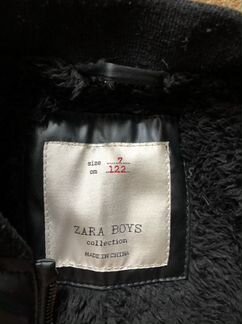 size 7
cm 122
ZARA BOYS
collection
MADE IN CHINA